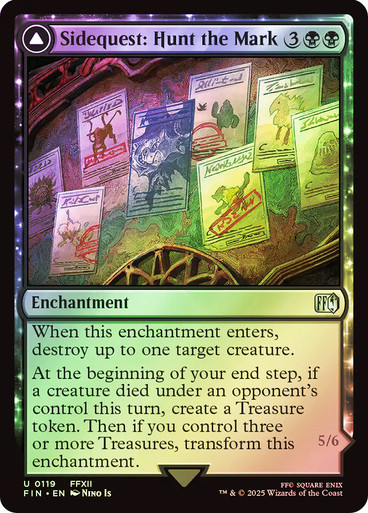 Sidequest: Hunt the Mark 3
Enchantment
FFC
When this enchantment enters,
destroy up to one target creature.
At the beginning of your end step, if
a creature died under an opponent's
control this turn, create a Treasure
token. Then if you control three
or more Treasures, transform this
enchantment.
5/6
U 0119 FFXII
FIN • EN Nino Is
FF© SQUARE ENIX
™ & © 2025 Wizards of the Coast